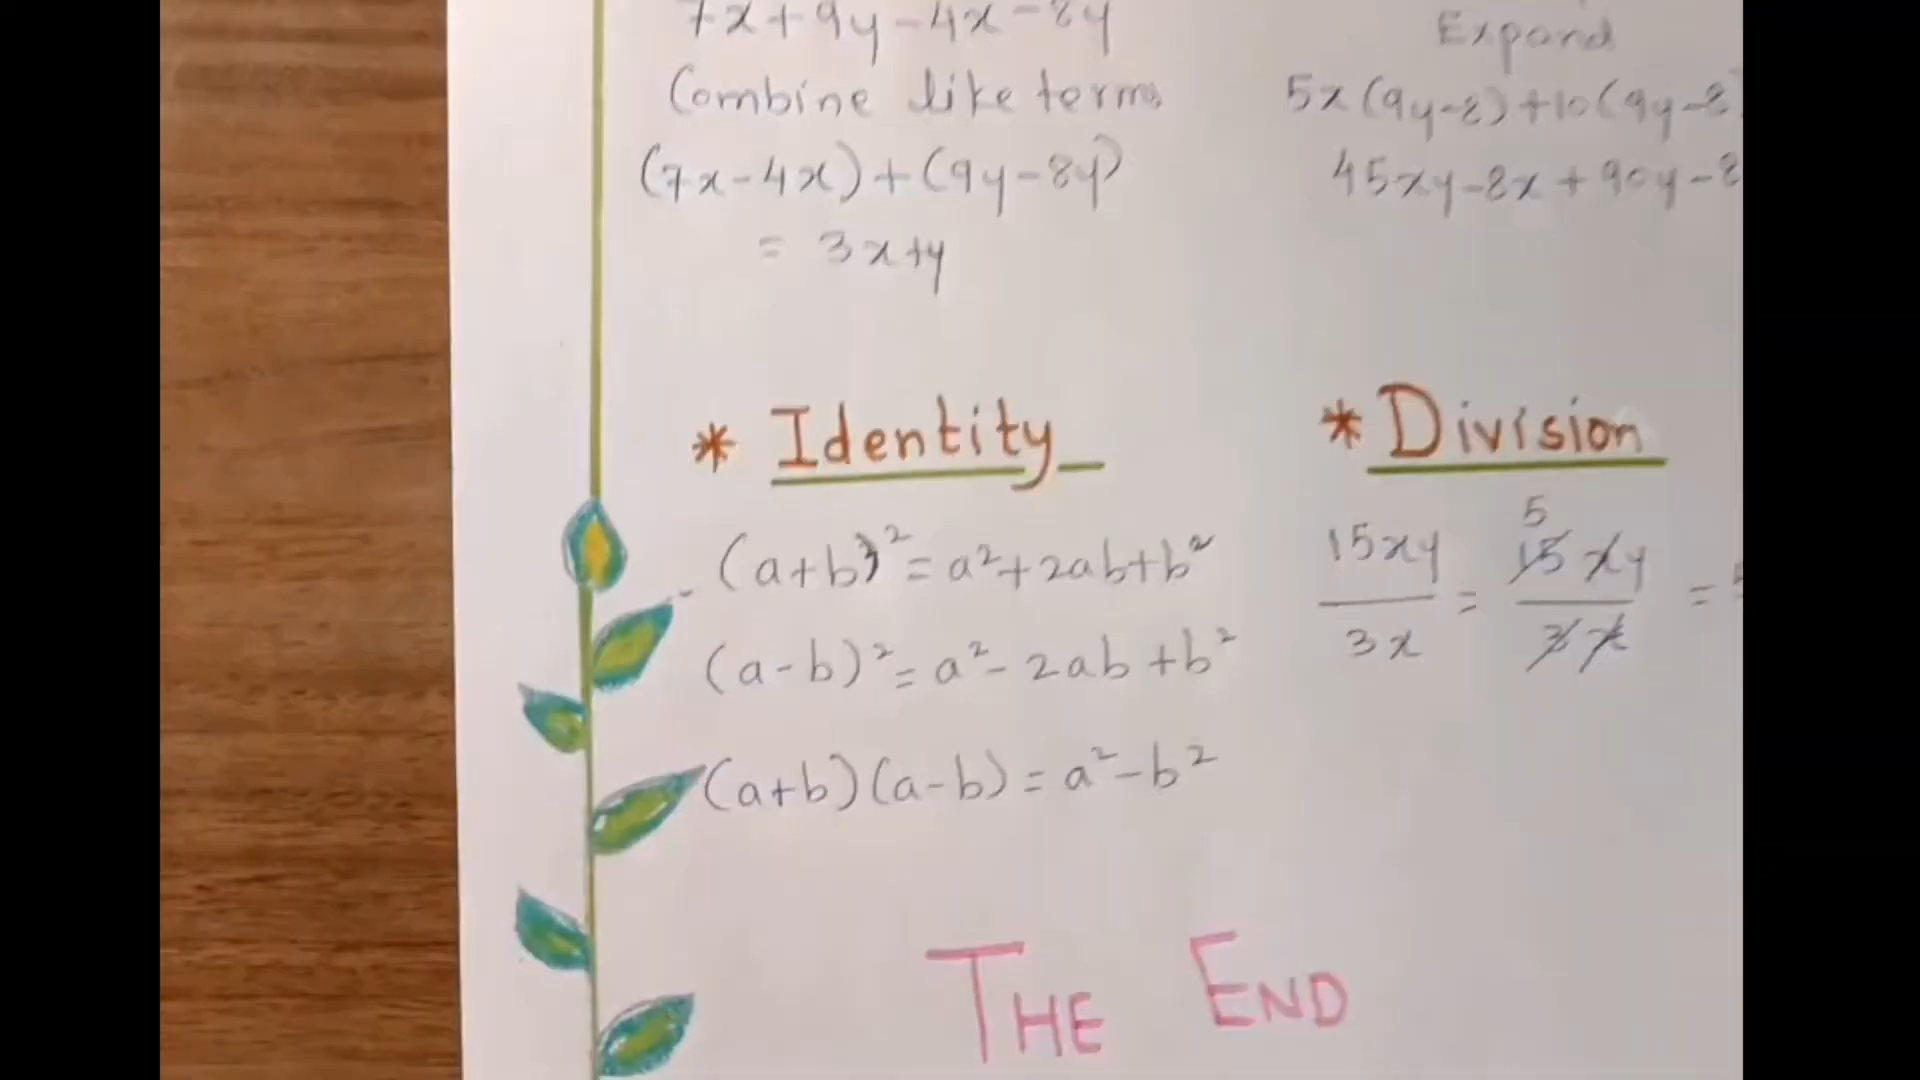 7x+9y-4x-8y
Combine like terms
(7x-4x)+(9y-8y)
= 3x+y
Expand
5x(9y-8)+10(9y-8
45xy-8x+90y-8
* Identity
(a+b)²=a²+2ab+b²
(a-b)²=a²-2ab+b²
(a+b)(a-b)=a²-b²
* Division
5
15xy/3x = 15xy/3x =
THE END